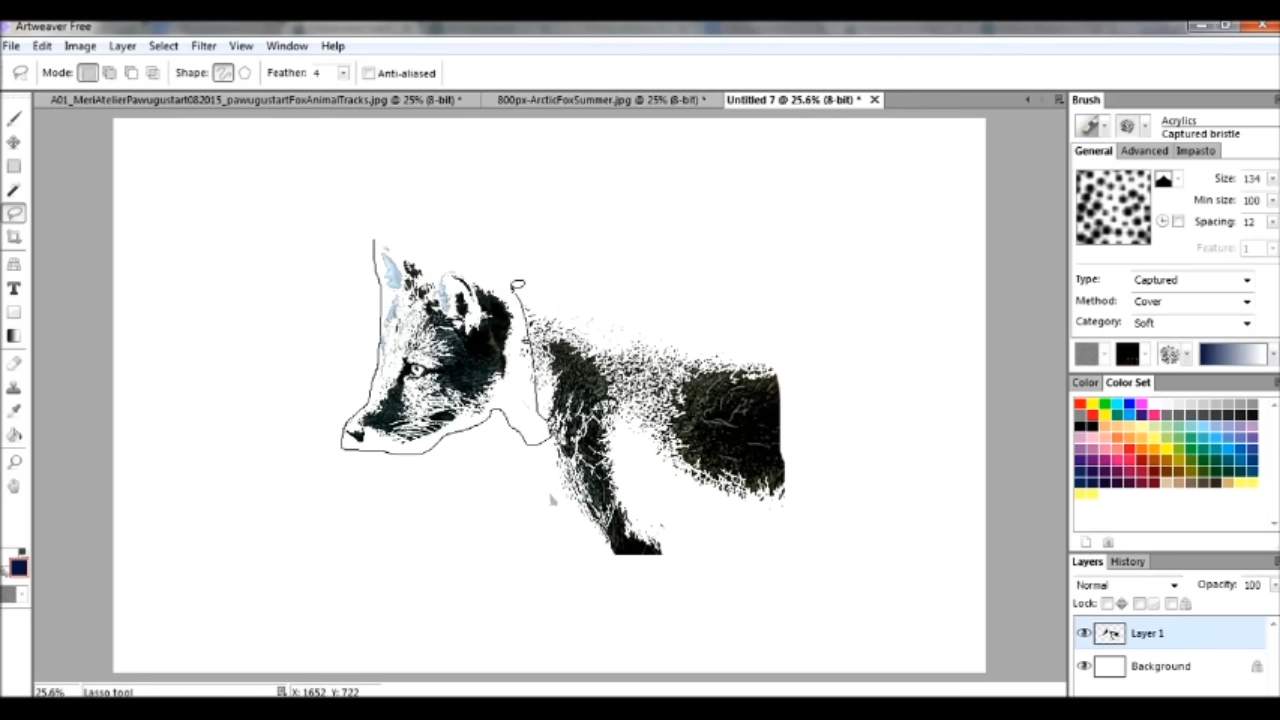 Artweaver Free
File Edit Image Layer Select Filter View Window Help
Mode: Shape: Feather: 4 Anti-aliased
A01_MeriAtelierPawugustart082015_pawugustartFoxAnimalTracks.jpg @ 25% (8-bit) * 800px-ArcticFoxSummer.jpg @ 25% (8-bit) * Untitled 7 @ 25.6% (8-bit) *
Brush
Acrylics
Captured bristle
General Advanced Impasto
Size: 134
Min size: 100
Spacing: 12
Feature: 1
Type: Captured
Method: Cover
Category: Soft
Color Color Set
Layers History
Normal Opacity: 100
Lock:
Layer 1
Background
25.6% Lasso tool X: 1652 Y: 722